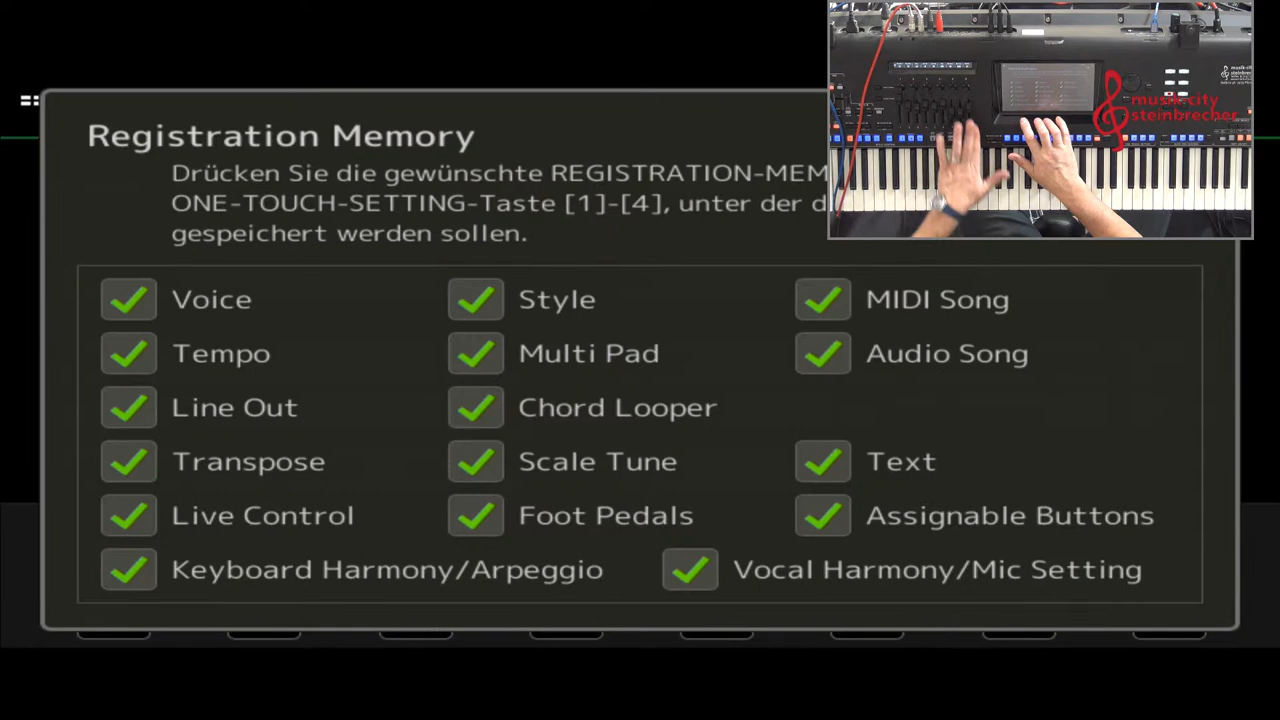 Registration Memory
Drücken Sie die gewünschte REGISTRATION-MEM
ONE-TOUCH-SETTING-Taste [1]-[4], unter der d
gespeichert werden sollen.
Voice
Style
MIDI Song
Tempo
Multi Pad
Audio Song
Line Out
Chord Looper
Transpose
Scale Tune
Text
Live Control
Foot Pedals
Assignable Buttons
Keyboard Harmony/Arpeggio
Vocal Harmony/Mic Setting
musik.city
steinbrecher